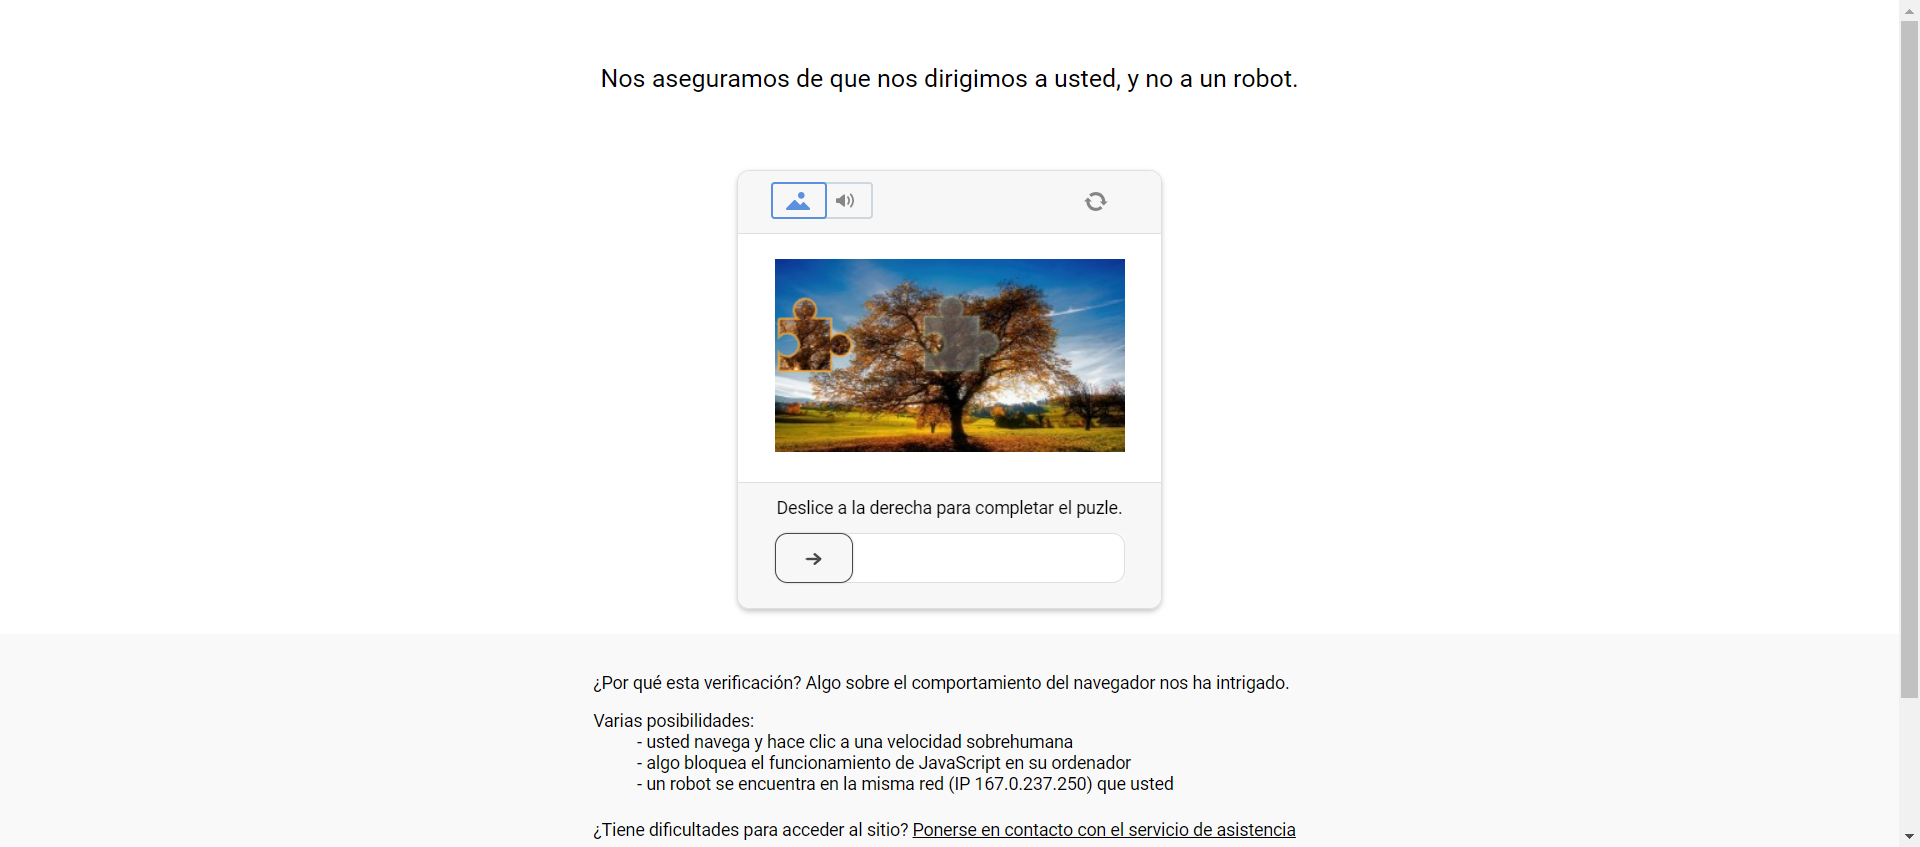 Nos aseguramos de que nos dirigimos a usted, y no a un robot.
Deslice a la derecha para completar el puzle.
¿Por qué esta verificación? Algo sobre el comportamiento del navegador nos ha intrigado.
Varias posibilidades:
- usted navega y hace clic a una velocidad sobrehumana
- algo bloquea el funcionamiento de JavaScript en su ordenador
- un robot se encuentra en la misma red (IP 167.0.237.250) que usted
¿Tiene dificultades para acceder al sitio? Ponerse en contacto con el servicio de asistencia